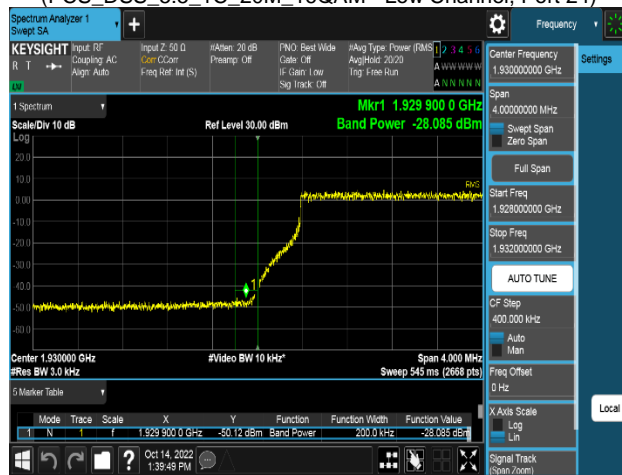 (PCS_DSS_5.0_1C_20M_16QAM - Low Channel, Port 24)
Spectrum Analyzer 1
Swept SA
Frequency
KEYSIGHT
R T
Input: RF
Coupling: AC
Align: Auto
Input Z: 50 Ω
Corr CCorr
Freq Ref: Int (S)
#Atten: 20 dB
Preamp: Off
PNO: Best Wide
Gate: Off
IF Gain: Low
Sig Track: Off
#Avg Type: Power (RMS)
Avg|Hold: 20/20
Trig: Free Run
1 2 3 4 5 6
A W W W W W
A N N N N N
1 Spectrum
Scale/Div 10 dB
Log
Ref Level 30.00 dBm
Mkr1 1.929 900 0 GHz
Band Power -28.085 dBm
20.0
10.0
0.00
-10.0
-20.0
-30.0
-40.0
-50.0
-60.0
RMS
1
Center 1.930000 GHz
#Res BW 3.0 kHz
#Video BW 10 kHz*
Span 4.000 MHz
Sweep 545 ms (2668 pts)
5 Marker Table
Mode Trace Scale X Y Function Function Width Function Value
1 N 1 f 1.929 900 0 GHz -50.12 dBm Band Power 200.0 kHz -28.085 dBm
Oct 14, 2022
1:39:49 PM
Center Frequency
1.930000000 GHz
Span
4.00000000 MHz
Swept Span
Zero Span
Full Span
Start Freq
1.928000000 GHz
Stop Freq
1.932000000 GHz
AUTO TUNE
CF Step
400.000 kHz
Auto
Man
Freq Offset
0 Hz
X Axis Scale
Log
Lin
Signal Track
(Span Zoom)
Settings
Local